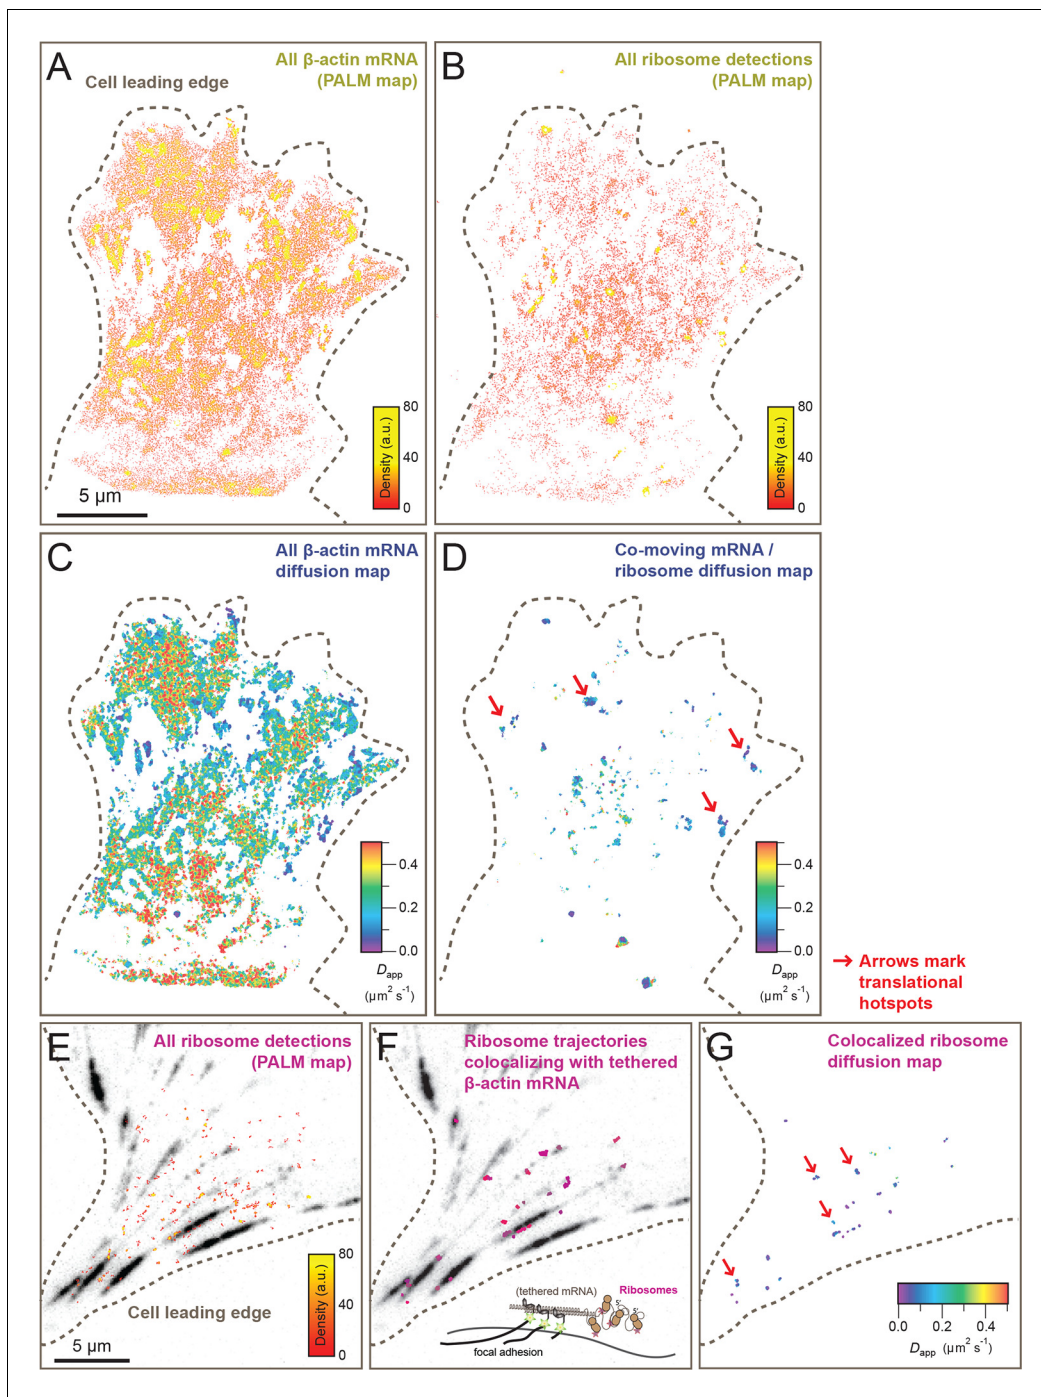 A
All β-actin mRNA
(PALM map)
Cell leading edge
80
40
0
Density (a.u.)
5 μm
B
All ribosome detections
(PALM map)
80
40
0
Density (a.u.)
C
All β-actin mRNA
diffusion map
0.4
0.2
0.0
Dapp
(μm² s⁻¹)
D
Co-moving mRNA /
ribosome diffusion map
0.4
0.2
0.0
Dapp
(μm² s⁻¹)
→ Arrows mark
translational
hotspots
E
All ribosome detections
(PALM map)
Cell leading edge
80
40
0
Density (a.u.)
5 μm
F
Ribosome trajectories
colocalizing with tethered
β-actin mRNA
(tethered mRNA)
Ribosomes
5' 5'
focal adhesion
G
Colocalized ribosome
diffusion map
0.0 0.2 0.4
Dapp (μm² s⁻¹)